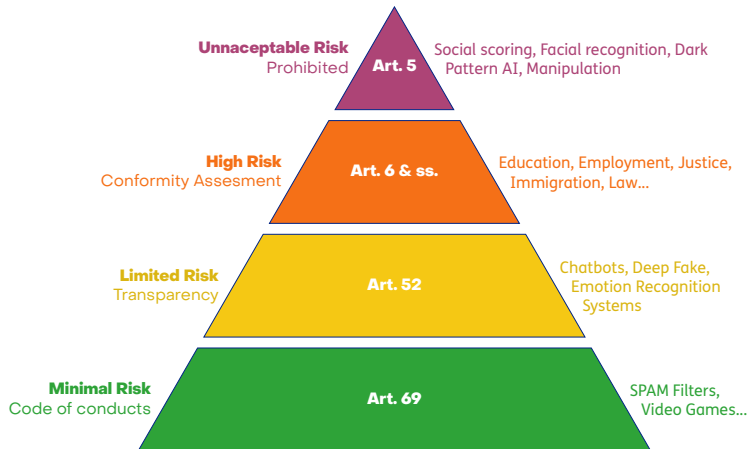 Unnaceptable Risk
Prohibited
Art. 5
Social scoring, Facial recognition, Dark
Pattern AI, Manipulation
High Risk
Conformity Assesment
Art. 6 & ss.
Education, Employment, Justice,
Immigration, Law...
Limited Risk
Transparency
Art. 52
Chatbots, Deep Fake,
Emotion Recognition
Systems
Minimal Risk
Code of conducts
Art. 69
SPAM Filters,
Video Games...